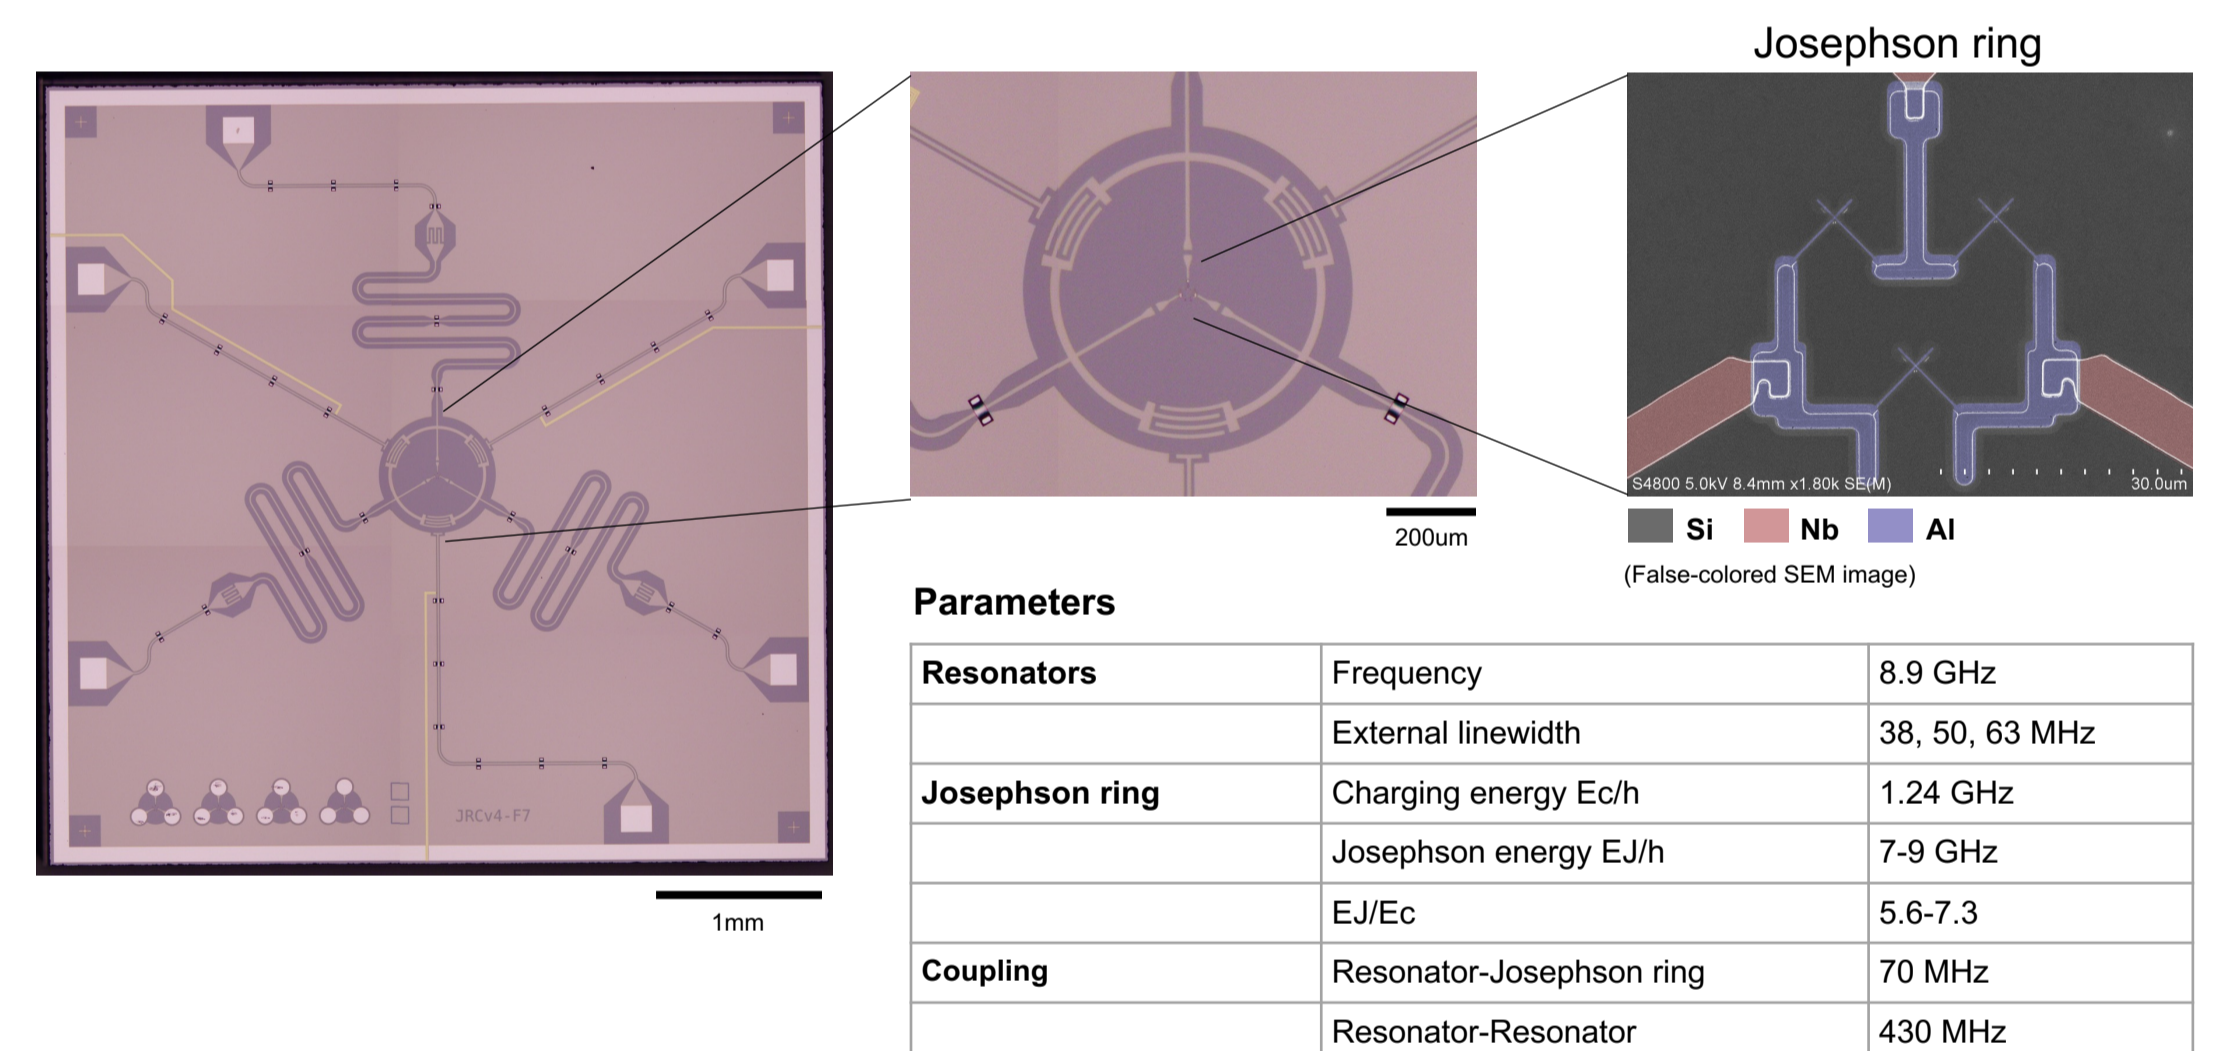 Josephson ring
JRCv4-F7
1mm
200um
S4800 5.0kV 8.4mm x1.80k SE(M)
30.0um
Si
Nb
Al
(False-colored SEM image)
Parameters
Resonators Frequency 8.9 GHz
External linewidth 38, 50, 63 MHz
Josephson ring Charging energy Ec/h 1.24 GHz
Josephson energy EJ/h 7-9 GHz
EJ/Ec 5.6-7.3
Coupling Resonator-Josephson ring 70 MHz
Resonator-Resonator 430 MHz